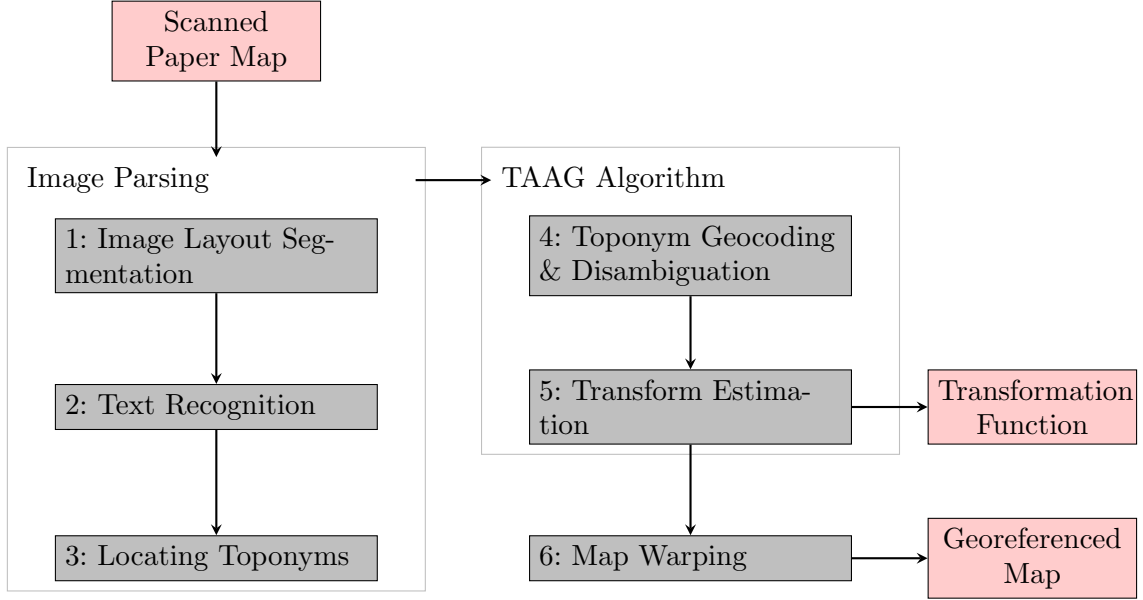 Scanned
Paper Map
Image Parsing
1: Image Layout Seg-
mentation
2: Text Recognition
3: Locating Toponyms
TAAG Algorithm
4: Toponym Geocoding
& Disambiguation
5: Transform Estima-
tion
Transformation
Function
6: Map Warping
Georeferenced
Map